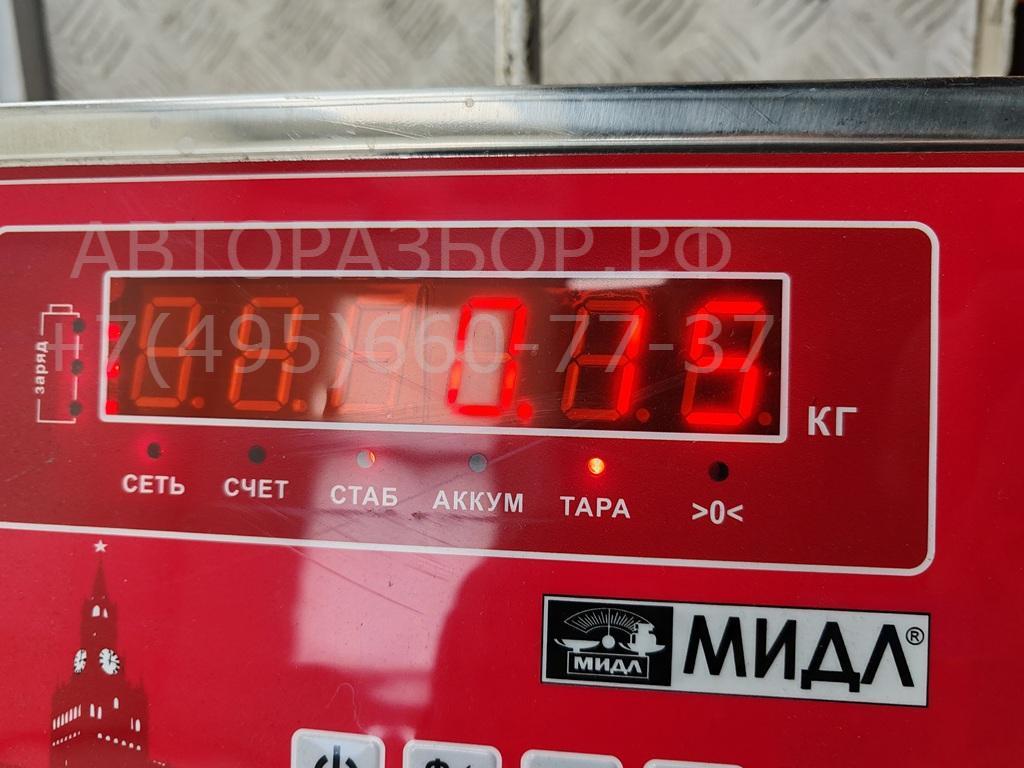 АВТОРАЗБОР.РФ
+7(495)660-77-37
заряд
КГ
СЕТЬ СЧЕТ СТАБ АККУМ ТАРА >0<
МИДЛ МИДЛ®